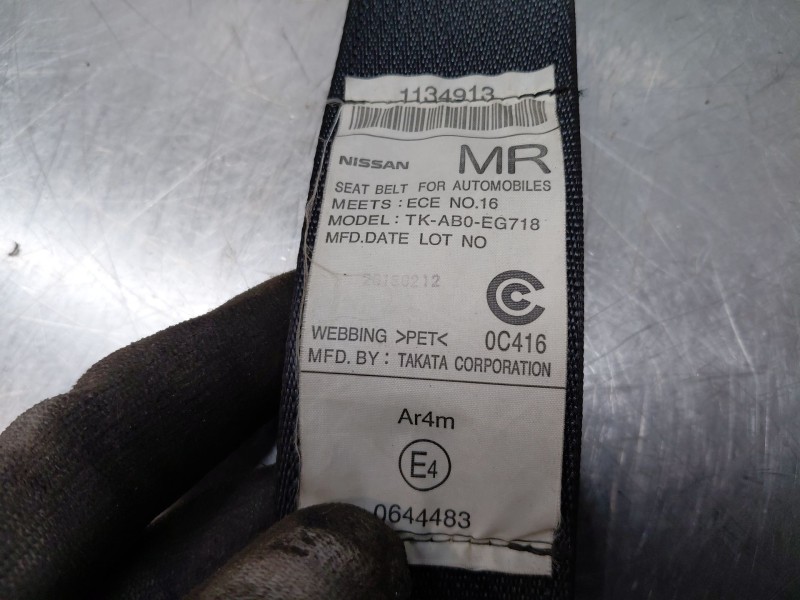 1134913
NISSAN MR
SEAT BELT FOR AUTOMOBILES
MEETS : ECE NO.16
MODEL: TK-AB0-EG718
MFD.DATE LOT NO
20150212
WEBBING >PET< 0C416
MFD. BY : TAKATA CORPORATION
Ar4m
E4
0644483